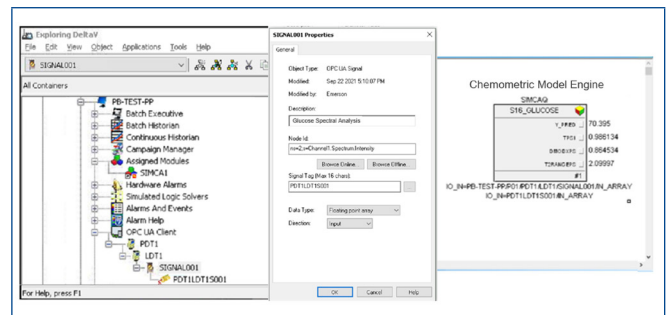 Exploring DeltaV
File Edit View Object Applications Tools Help
SIGNAL001
All Containers
PB-TEST-PP
Batch Executive
Batch Historian
Continuous Historian
Campaign Manager
Assigned Modules
SIMCA1
Hardware Alarms
Simulated Logic Solvers
Alarms And Events
Alarm Help
OPC UA Client
PDT1
LDT1
SIGNAL001
PDT1LDT1S001
For Help, press F1
SIGNAL001 Properties
General
Object Type: OPC UA Signal
Modified: Sep 22 2021 5:10:07 PM
Modified by: Emerson
Description:
Glucose Spectral Analysis
Node Id:
ns=2;s=Channel1.Spectrum.Intensity
Browse Online... Browse Offline...
Signal Tag (Max 16 chars):
PDT1LDT1S001
...
Data Type: Floating point array
Direction: Input
OK Cancel Help
Chemometric Model Engine
SIMCAQ
S16_GLUCOSE
Y_PRED 70.395
0.986134
0.864534
2.09997
#1
IO_IN=PB-TEST-PP/P01/PDT1/LDT1/SIGNAL001/IN_ARRAY
IO_IN=PDT1LDT1S001/IN_ARRAY